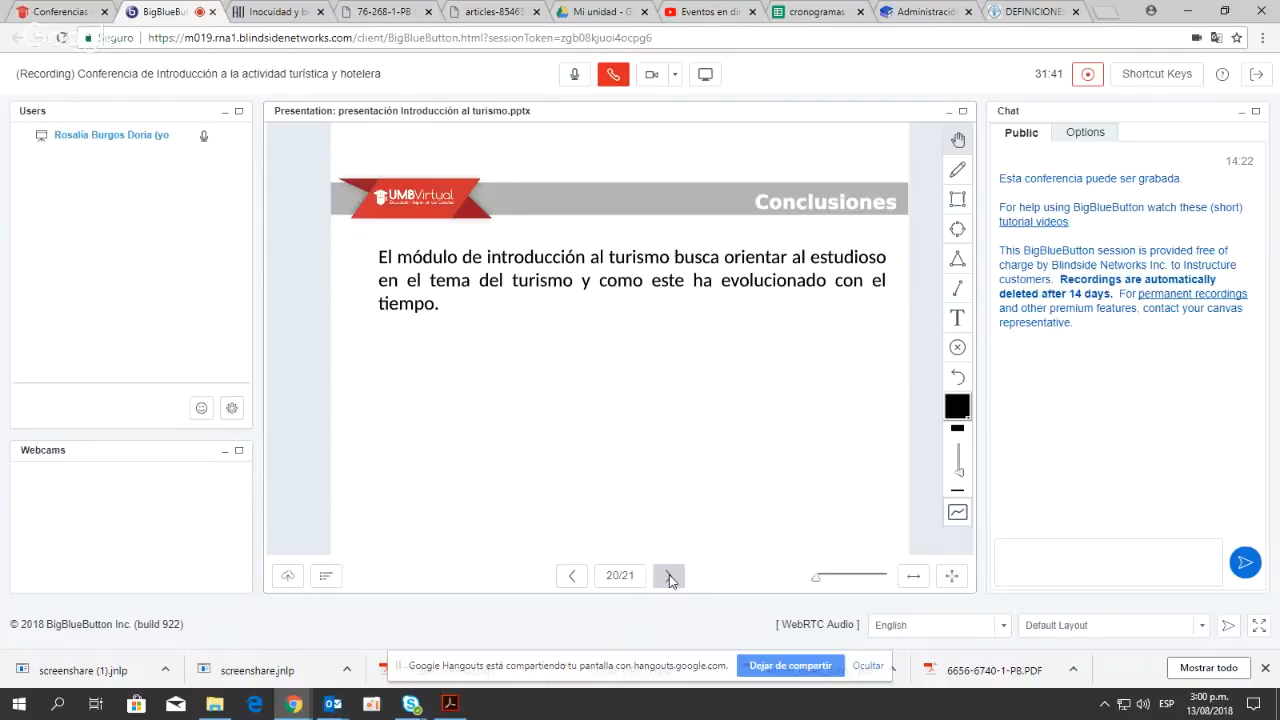 Conferencias
BigBlueBut
Inocuidad y b
76-268-1-PB
articles-85465
Mi unidad - G
Eventos en di
cronogramas
Administració
DEFINICIONES
https://m019.rna1.blindsidenetworks.com/client/BigBlueButton.html?sessionToken=zgb08kjuoi4ocpg6
(Recording) Conferencia de Introducción a la actividad turística y hotelera
31:41
Shortcut Keys
Users
Rosalía Burgos Doria (yo
Webcams
Presentation: presentación Introducción al turismo.pptx
UMBVirtual
Conclusiones
El módulo de introducción al turismo busca orientar al estudioso
en el tema del turismo y como este ha evolucionado con el
tiempo.
20/21
Chat
Public
Options
14:22
Esta conferencia puede ser grabada.
For help using BigBlueButton watch these (short)
tutorial videos.
This BigBlueButton session is provided free of
charge by Blindside Networks Inc. to Instructure
customers. Recordings are automatically
deleted after 14 days. For permanent recordings
and other premium features, contact your canvas
representative.
© 2018 BigBlueButton Inc. (build 922)
[ WebRTC Audio ]
English
Default Layout
screenshare (1).jnlp
screenshare.jnlp
Google Hangouts está compartiendo tu pantalla con hangouts.google.com.
Dejar de compartir
Ocultar
6656-6740-1-PB.PDF
Mostrar todo
ESP
3:00 p.m.
13/08/2018